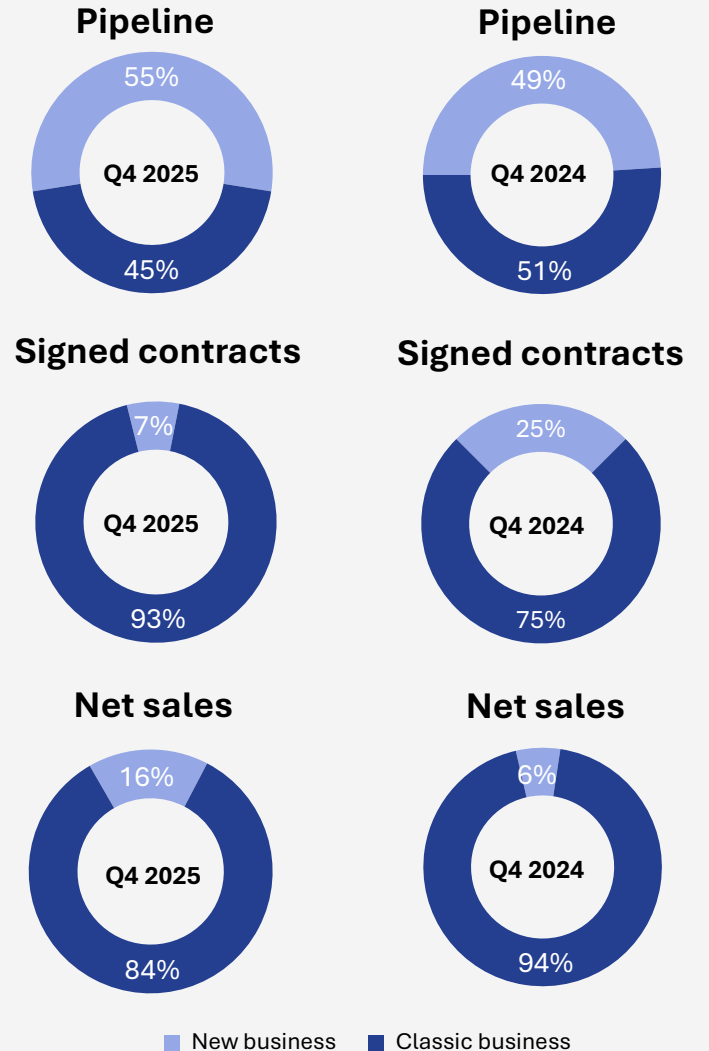 Pipeline
55%
Q4 2025
45%
Pipeline
49%
Q4 2024
51%
Signed contracts
7%
Q4 2025
93%
Signed contracts
25%
Q4 2024
75%
Net sales
16%
Q4 2025
84%
Net sales
6%
Q4 2024
94%
New business
Classic business